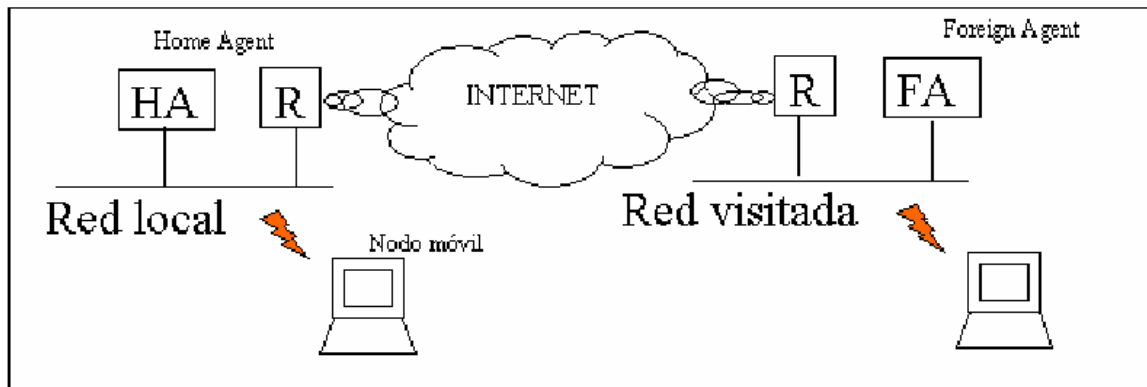 Home Agent
Foreign Agent
HA
R
INTERNET
R
FA
Red local
Red visitada
Nodo móvil